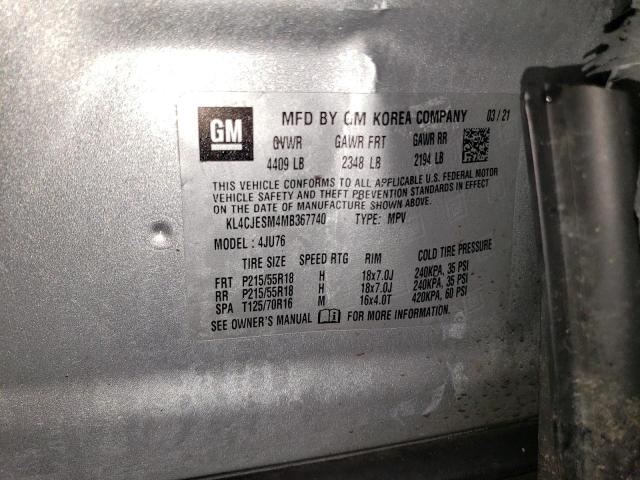 GM MFD BY GM KOREA COMPANY 03/21
GVWR GAWR FRT GAWR RR
4409 LB 2348 LB 2194 LB
THIS VEHICLE CONFORMS TO ALL APPLICABLE U.S. FEDERAL MOTOR
VEHICLE SAFETY AND THEFT PREVENTION STANDARDS IN EFFECT
ON THE DATE OF MANUFACTURE SHOWN ABOVE.
KL4CJESM4MB367740 TYPE: MPV
MODEL: 4JU76
TIRE SIZE SPEED RTG RIM COLD TIRE PRESSURE
FRT P215/55R18 H 18x7.0J 240KPA, 35 PSI
RR P215/55R18 H 18x7.0J 240KPA, 35 PSI
SPA T125/70R16 M 16x4.0T 420KPA, 60 PSI
SEE OWNER'S MANUAL FOR MORE INFORMATION